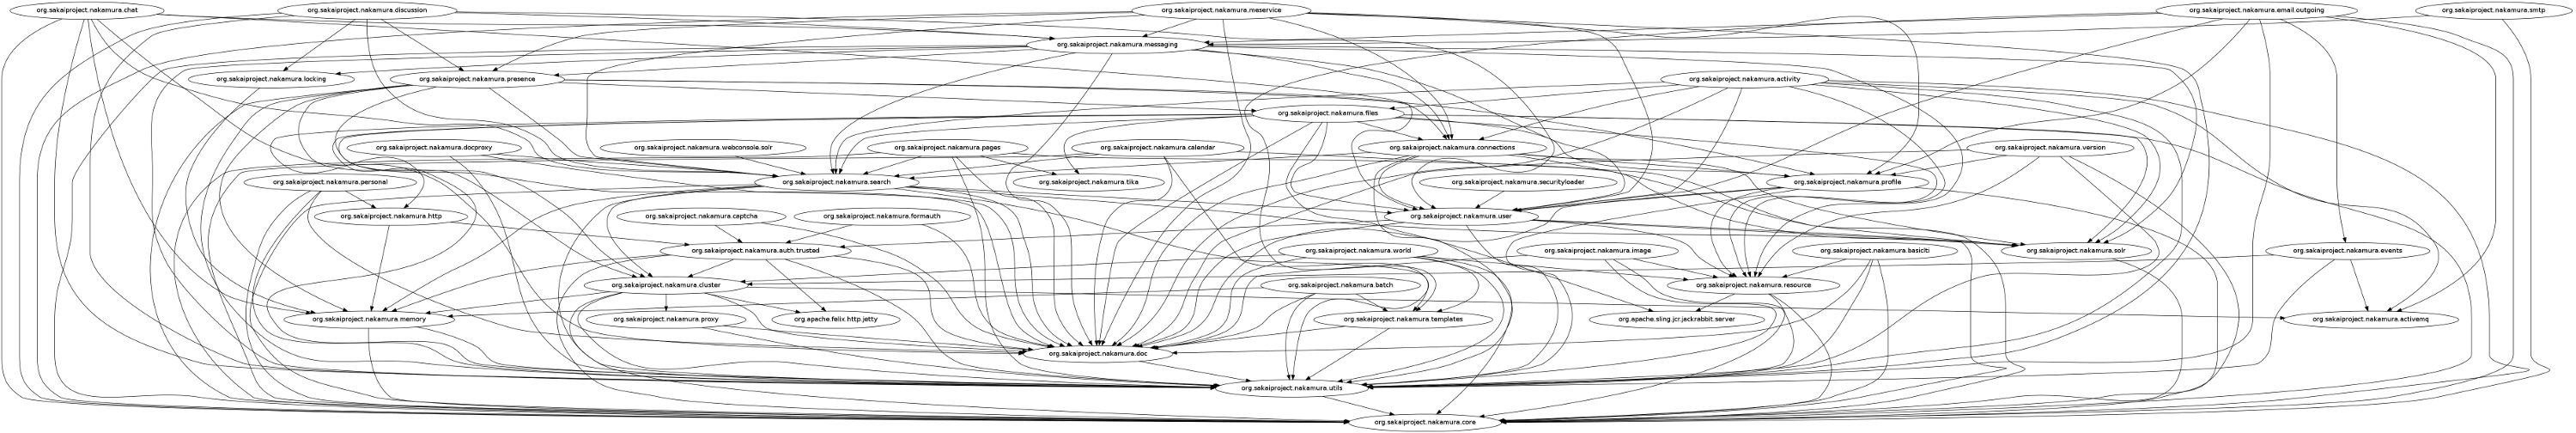 org.sakaiproject.nakamura.chat
org.sakaiproject.nakamura.discussion
org.sakaiproject.nakamura.meservice
org.sakaiproject.nakamura.email.outgoing
org.sakaiproject.nakamura.smtp
org.sakaiproject.nakamura.messaging
org.sakaiproject.nakamura.locking
org.sakaiproject.nakamura.presence
org.sakaiproject.nakamura.activity
org.sakaiproject.nakamura.files
org.sakaiproject.nakamura.docproxy
org.sakaiproject.nakamura.webconsole.solr
org.sakaiproject.nakamura.pages
org.sakaiproject.nakamura.calendar
org.sakaiproject.nakamura.connections
org.sakaiproject.nakamura.version
org.sakaiproject.nakamura.personal
org.sakaiproject.nakamura.search
org.sakaiproject.nakamura.tika
org.sakaiproject.nakamura.securityloader
org.sakaiproject.nakamura.profile
org.sakaiproject.nakamura.http
org.sakaiproject.nakamura.captcha
org.sakaiproject.nakamura.formauth
org.sakaiproject.nakamura.user
org.sakaiproject.nakamura.auth.trusted
org.sakaiproject.nakamura.world
org.sakaiproject.nakamura.image
org.sakaiproject.nakamura.basiclti
org.sakaiproject.nakamura.solr
org.sakaiproject.nakamura.events
org.sakaiproject.nakamura.cluster
org.sakaiproject.nakamura.batch
org.sakaiproject.nakamura.resource
org.sakaiproject.nakamura.memory
org.sakaiproject.nakamura.proxy
org.apache.felix.http.jetty
org.sakaiproject.nakamura.templates
org.apache.sling.jcr.jackrabbit.server
org.sakaiproject.nakamura.activemq
org.sakaiproject.nakamura.doc
org.sakaiproject.nakamura.utils
org.sakaiproject.nakamura.core